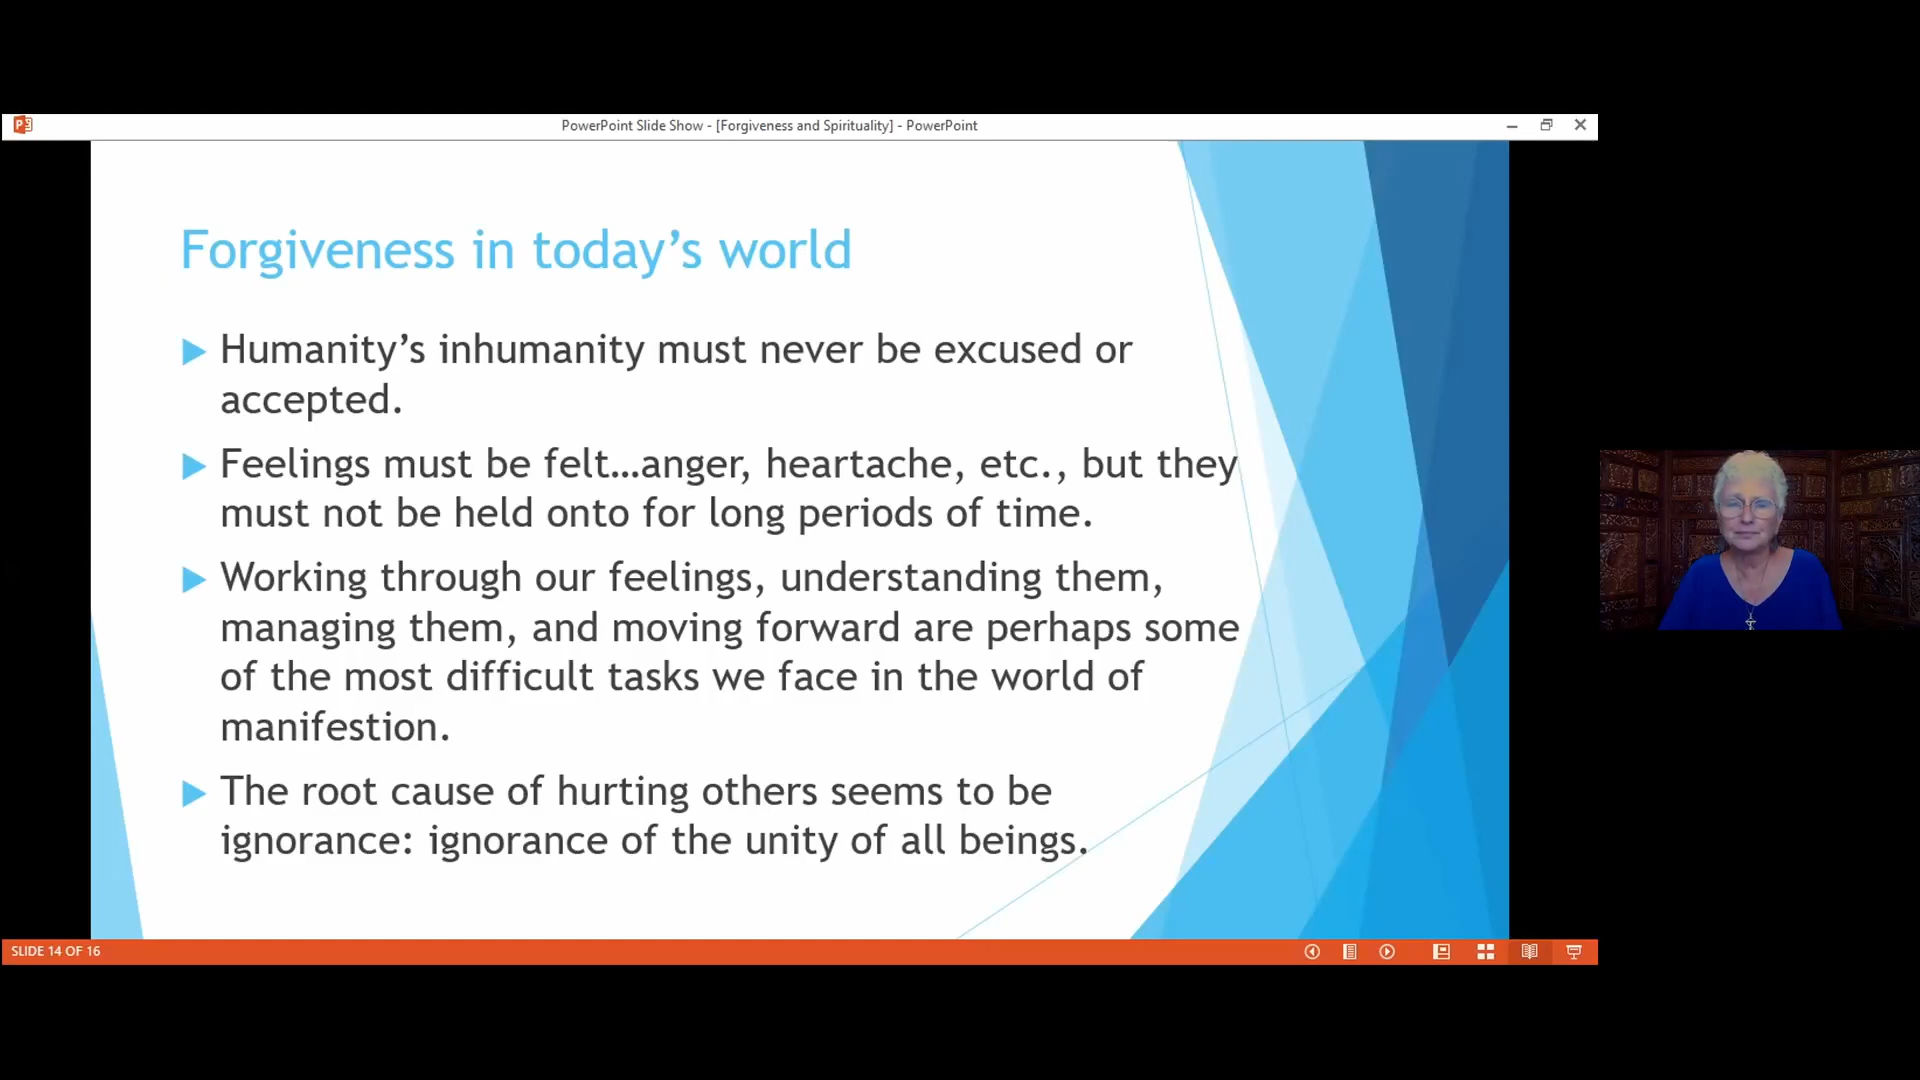 PowerPoint Slide Show - [Forgiveness and Spirituality] - PowerPoint
Forgiveness in today’s world
Humanity’s inhumanity must never be excused or
accepted.
Feelings must be felt…anger, heartache, etc., but they
must not be held onto for long periods of time.
Working through our feelings, understanding them,
managing them, and moving forward are perhaps some
of the most difficult tasks we face in the world of
manifestion.
The root cause of hurting others seems to be
ignorance: ignorance of the unity of all beings.
SLIDE 14 OF 16